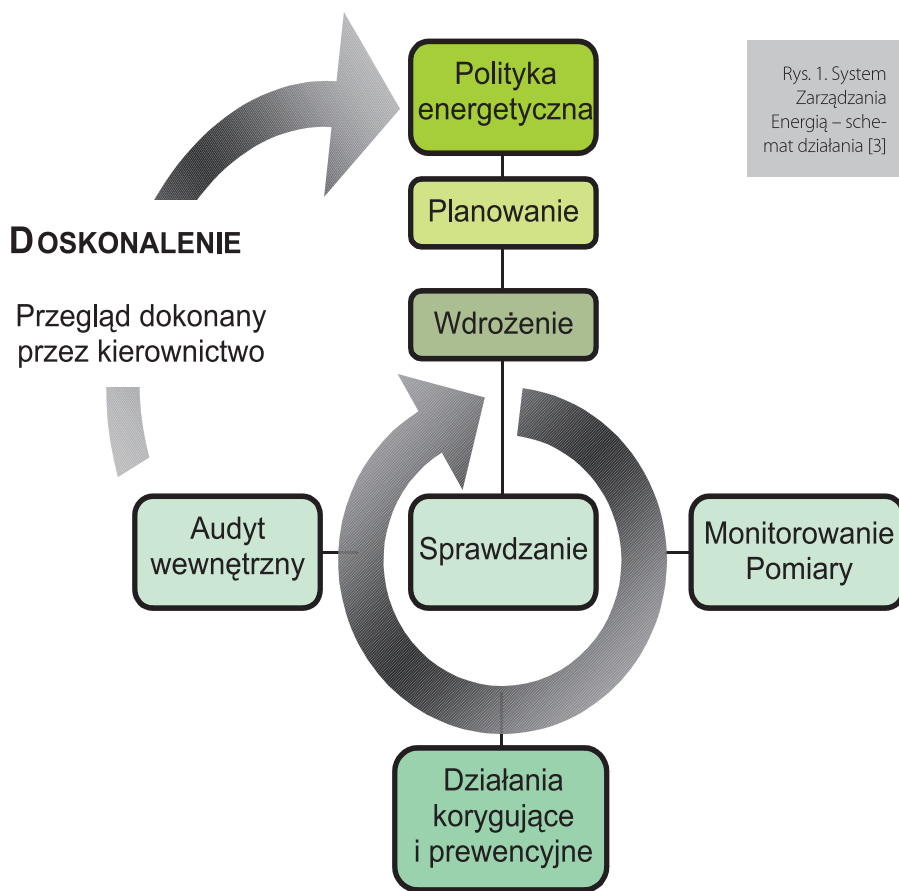 Polityka
energetyczna
Rys. 1. System
Zarządzania
Energią – sche-
mat działania [3]
Planowanie
DOSKONALENIE
Wdrożenie
Przegląd dokonany
przez kierownictwo
Audyt
wewnętrzny
Sprawdzanie
Monitorowanie
Pomiary
Działania
korygujące
i prewencyjne